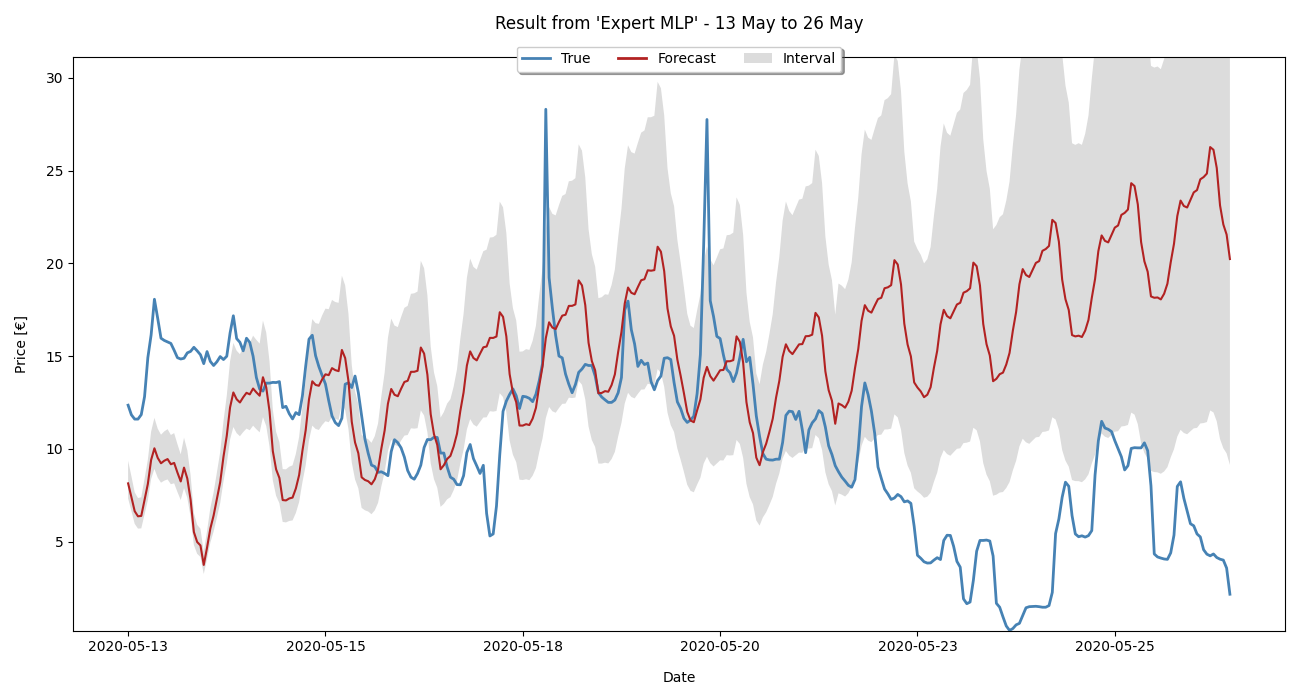 Result from 'Expert MLP' - 13 May to 26 May
True Forecast Interval
30
25
20
15
10
5
Price [€]
2020-05-13 2020-05-15 2020-05-18 2020-05-20 2020-05-23 2020-05-25
Date